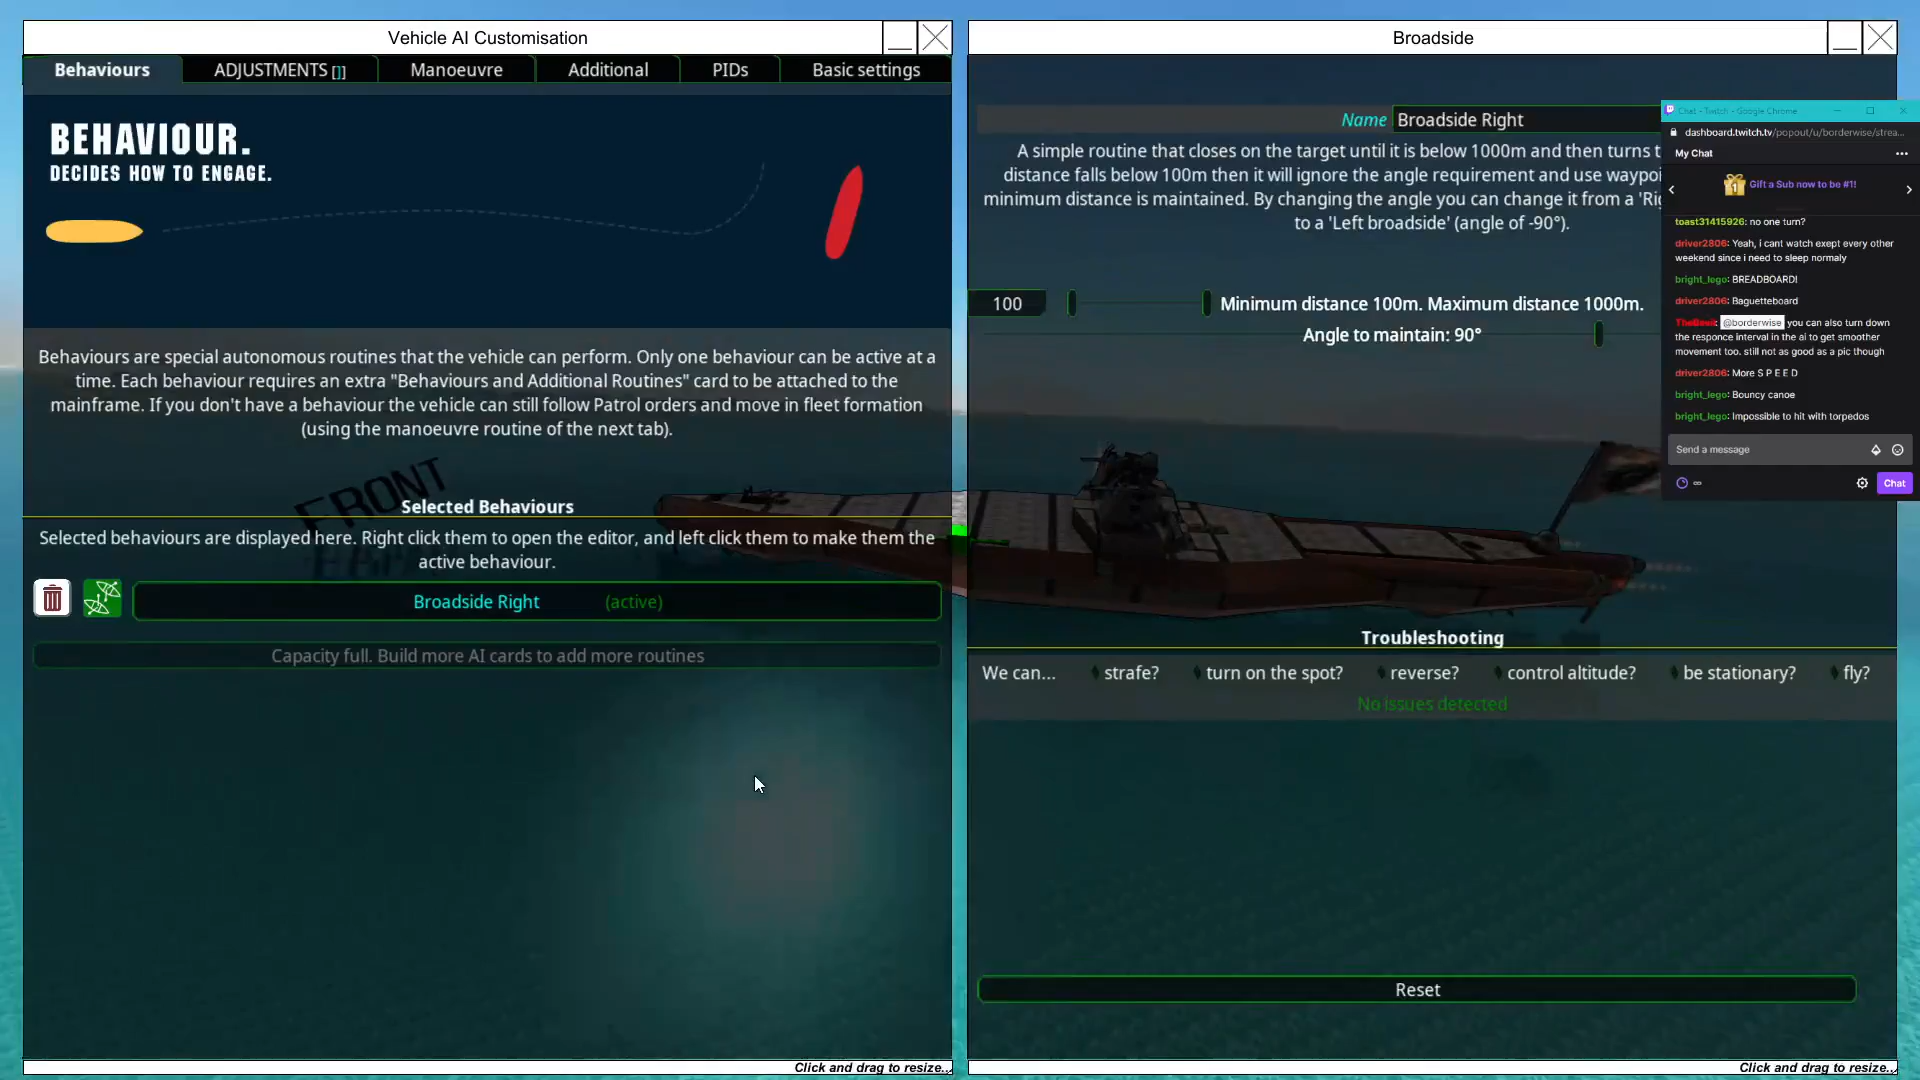 Vehicle AI Customisation
Behaviours
ADJUSTMENTS []
Manoeuvre
Additional
PIDs
Basic settings
BEHAVIOUR.
DECIDES HOW TO ENGAGE.
Behaviours are special autonomous routines that the vehicle can perform. Only one behaviour can be active at a
time. Each behaviour requires an extra "Behaviours and Additional Routines" card to be attached to the
mainframe. If you don't have a behaviour the vehicle can still follow Patrol orders and move in fleet formation
(using the manoeuvre routine of the next tab).
FRONT
Selected Behaviours
Selected behaviours are displayed here. Right click them to open the editor, and left click them to make them the
active behaviour.
Broadside Right (active)
Capacity full. Build more AI cards to add more routines
Click and drag to resize..
Broadside
Name Broadside Right
A simple routine that closes on the target until it is below 1000m and then turns t
distance falls below 100m then it will ignore the angle requirement and use waypoi
minimum distance is maintained. By changing the angle you can change it from a 'Rig
to a 'Left broadside' (angle of -90°).
100
Minimum distance 100m. Maximum distance 1000m.
Angle to maintain: 90°
Troubleshooting
We can... strafe? turn on the spot? reverse? control altitude? be stationary? fly?
No issues detected
Reset
Click and drag to resize..
Chat - Twitch - Google Chrome
dashboard.twitch.tv/popout/u/borderwise/strea...
My Chat
Gift a Sub now to be #1!
toast31415926: no one turn?
driver2806: Yeah, i cant watch exept every other
weekend since i need to sleep normaly
bright_lego: BREADBOARD!
driver2806: Baguetteboard
@borderwise you can also turn down
the responce interval in the ai to get smoother
movement too. still not as good as a pic though
driver2806: More S P E E D
bright_lego: Bouncy canoe
bright_lego: Impossible to hit with torpedos
Send a message
Chat